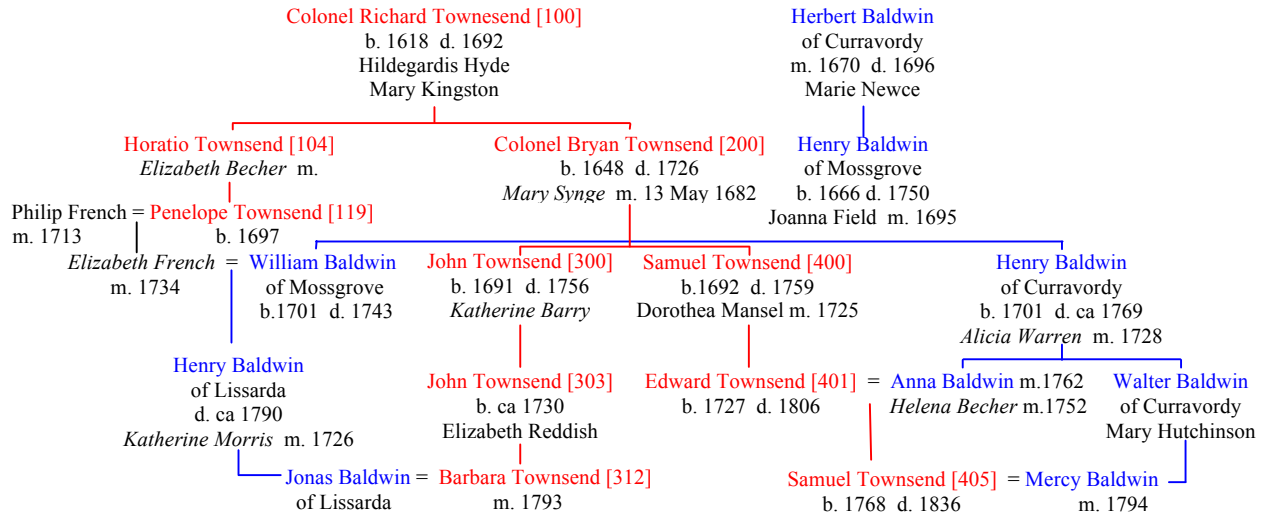 Colonel Richard Townesend [100]
b. 1618 d. 1692
Hildegardis Hyde
Mary Kingston
Herbert Baldwin
of Curravordy
m. 1670 d. 1696
Marie Newce
Horatio Townsend [104]
Elizabeth Becher m.
Colonel Bryan Townsend [200]
b. 1648 d. 1726
Mary Synge m. 13 May 1682
Henry Baldwin
of Mossgrove
b. 1666 d. 1750
Joanna Field m. 1695
Philip French = Penelope Townsend [119]
m. 1713 b. 1697
Elizabeth French = William Baldwin
m. 1734 of Mossgrove
b.1701 d. 1743
John Townsend [300]
b. 1691 d. 1756
Katherine Barry
Samuel Townsend [400]
b.1692 d. 1759
Dorothea Mansel m. 1725
Henry Baldwin
of Curravordy
b. 1701 d. ca 1769
Alicia Warren m. 1728
Henry Baldwin
of Lissarda
d. ca 1790
Katherine Morris m. 1726
John Townsend [303]
b. ca 1730
Elizabeth Reddish
Edward Townsend [401] = Anna Baldwin m.1762
b. 1727 d. 1806 Helena Becher m.1752
Walter Baldwin
of Curravordy
Mary Hutchinson
Jonas Baldwin = Barbara Townsend [312]
of Lissarda m. 1793
Samuel Townsend [405] = Mercy Baldwin
b. 1768 d. 1836 m. 1794